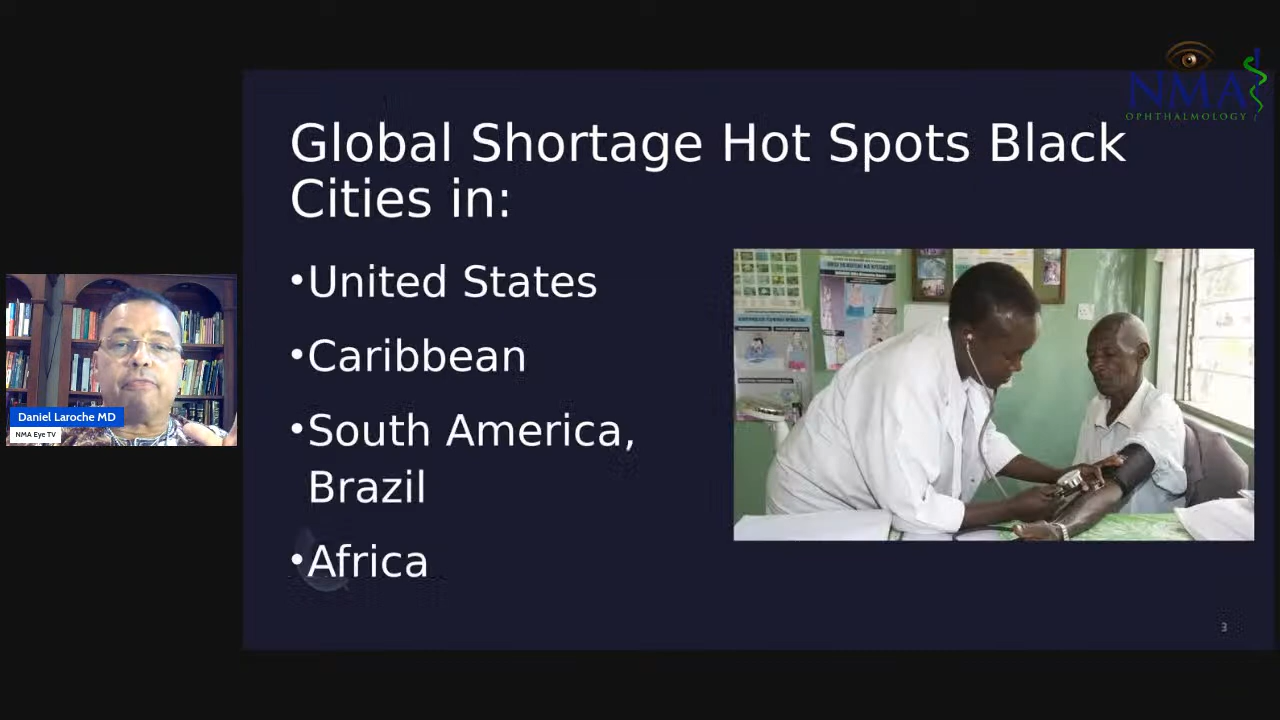 NMA
OPHTHALMOLOGY
Global Shortage Hot Spots Black
Cities in:
•United States
•Caribbean
•South America,
Brazil
•Africa
Daniel Laroche MD
NMA Eye TV
3